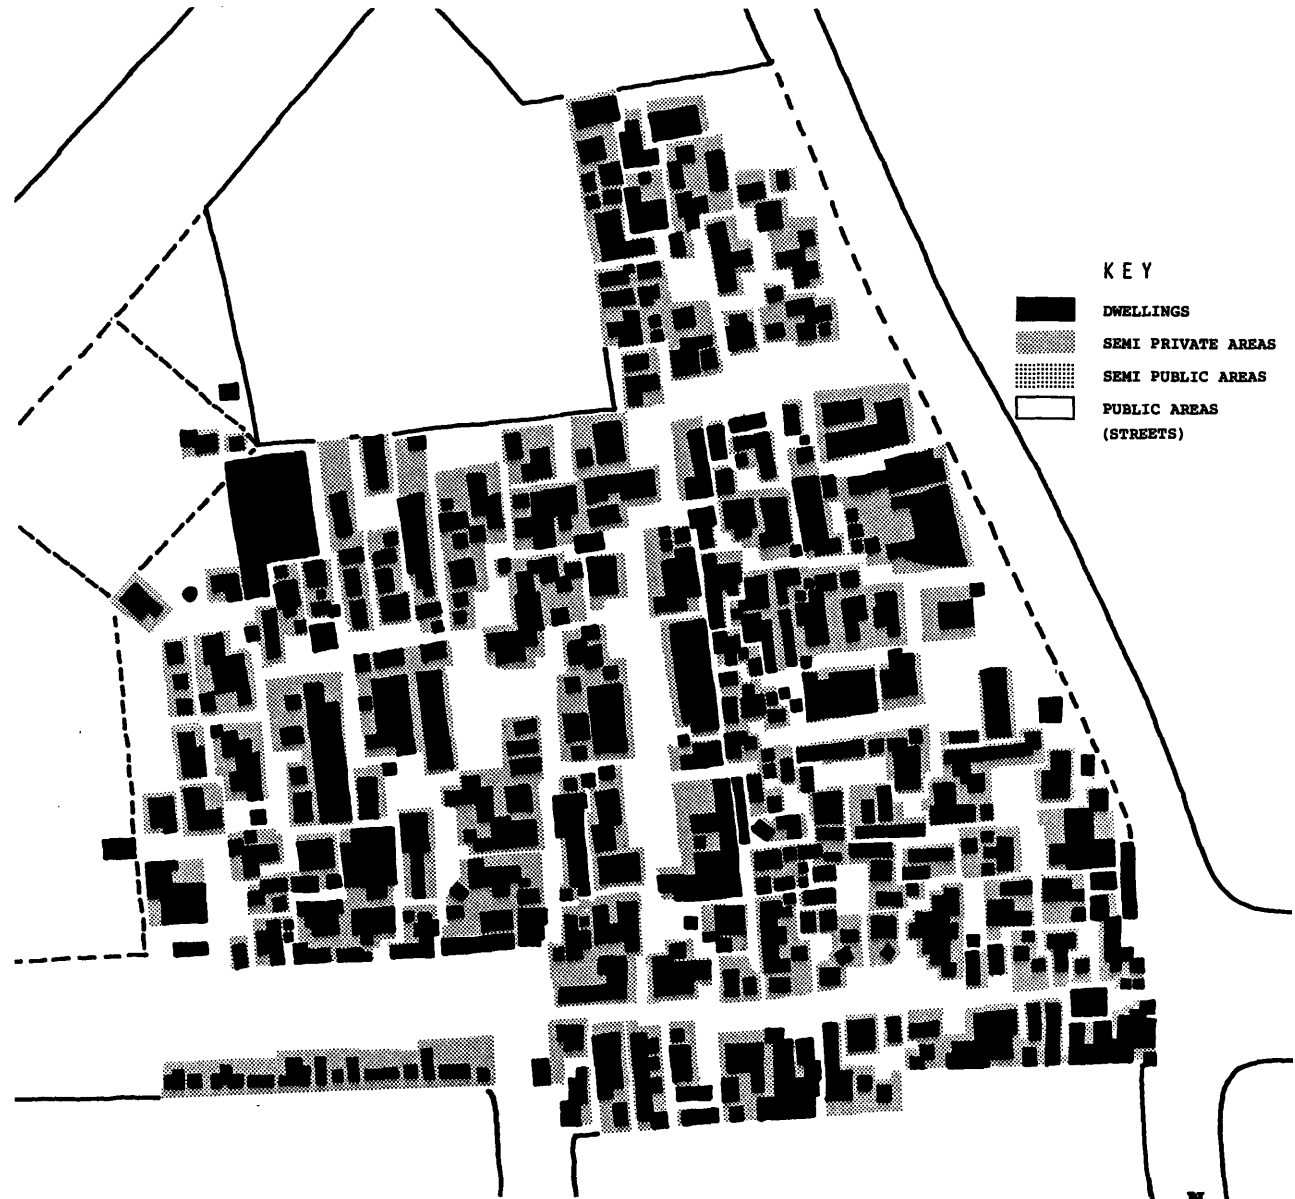 KEY
DWELLINGS
SEMI PRIVATE AREAS
SEMI PUBLIC AREAS
PUBLIC AREAS
(STREETS)
N